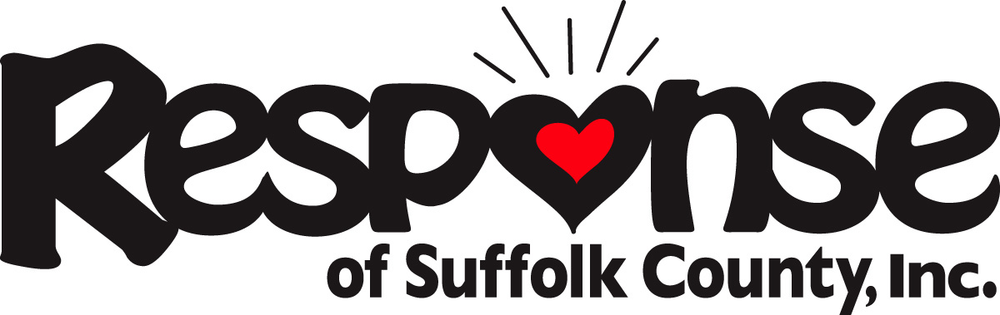 Response
of Suffolk County, Inc.